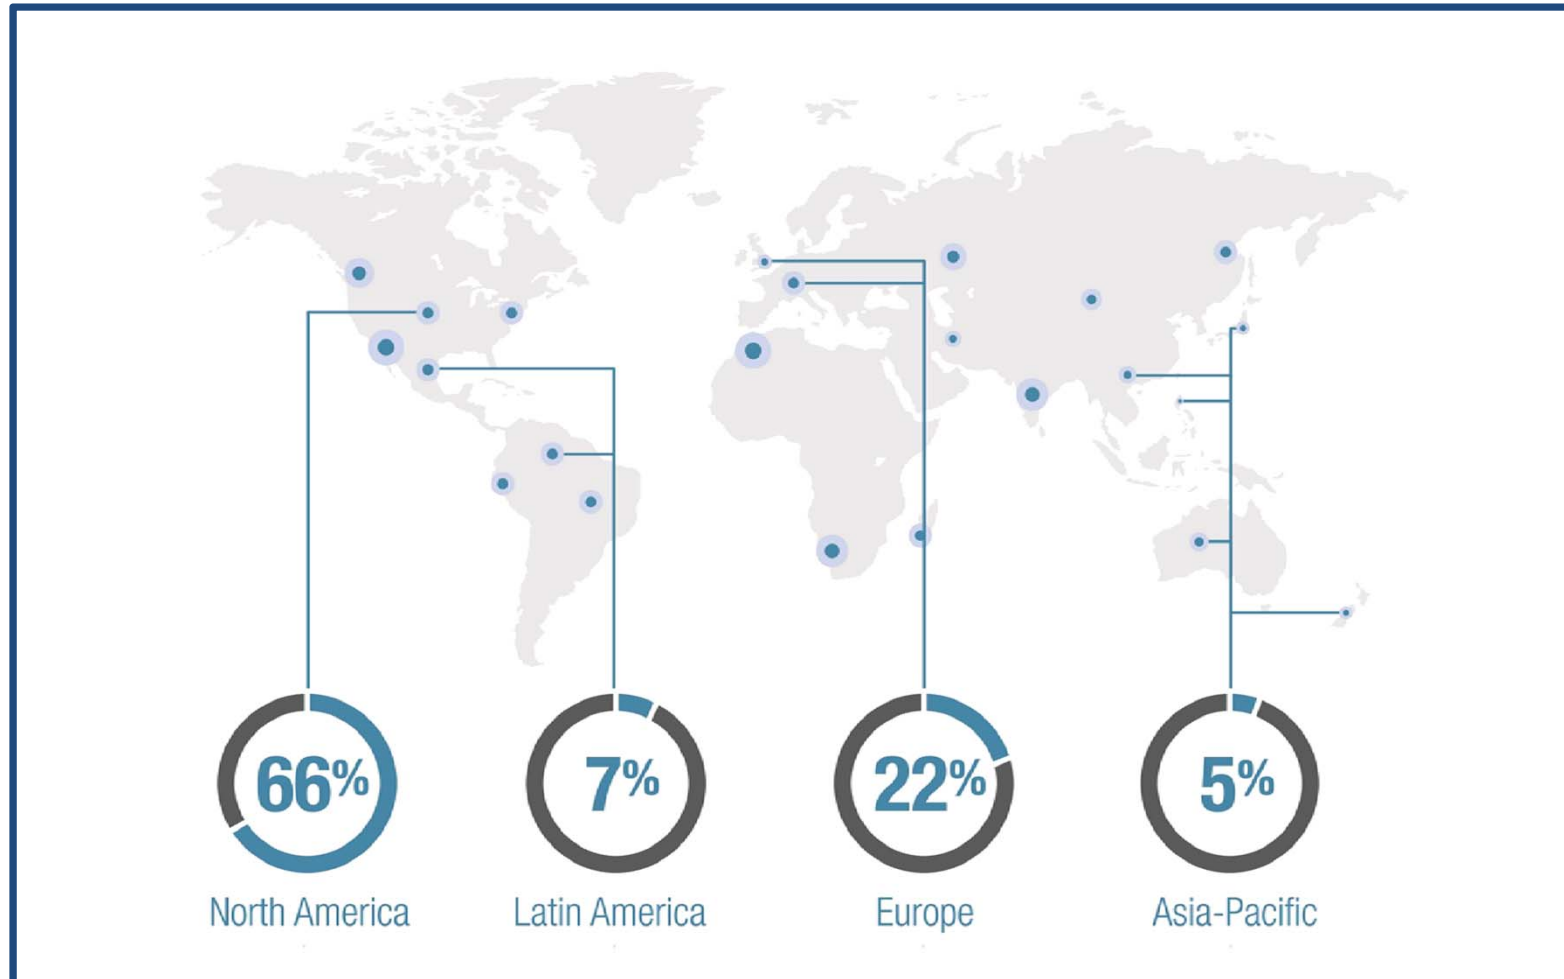 66%
7%
22%
5%
North America
Latin America
Europe
Asia-Pacific